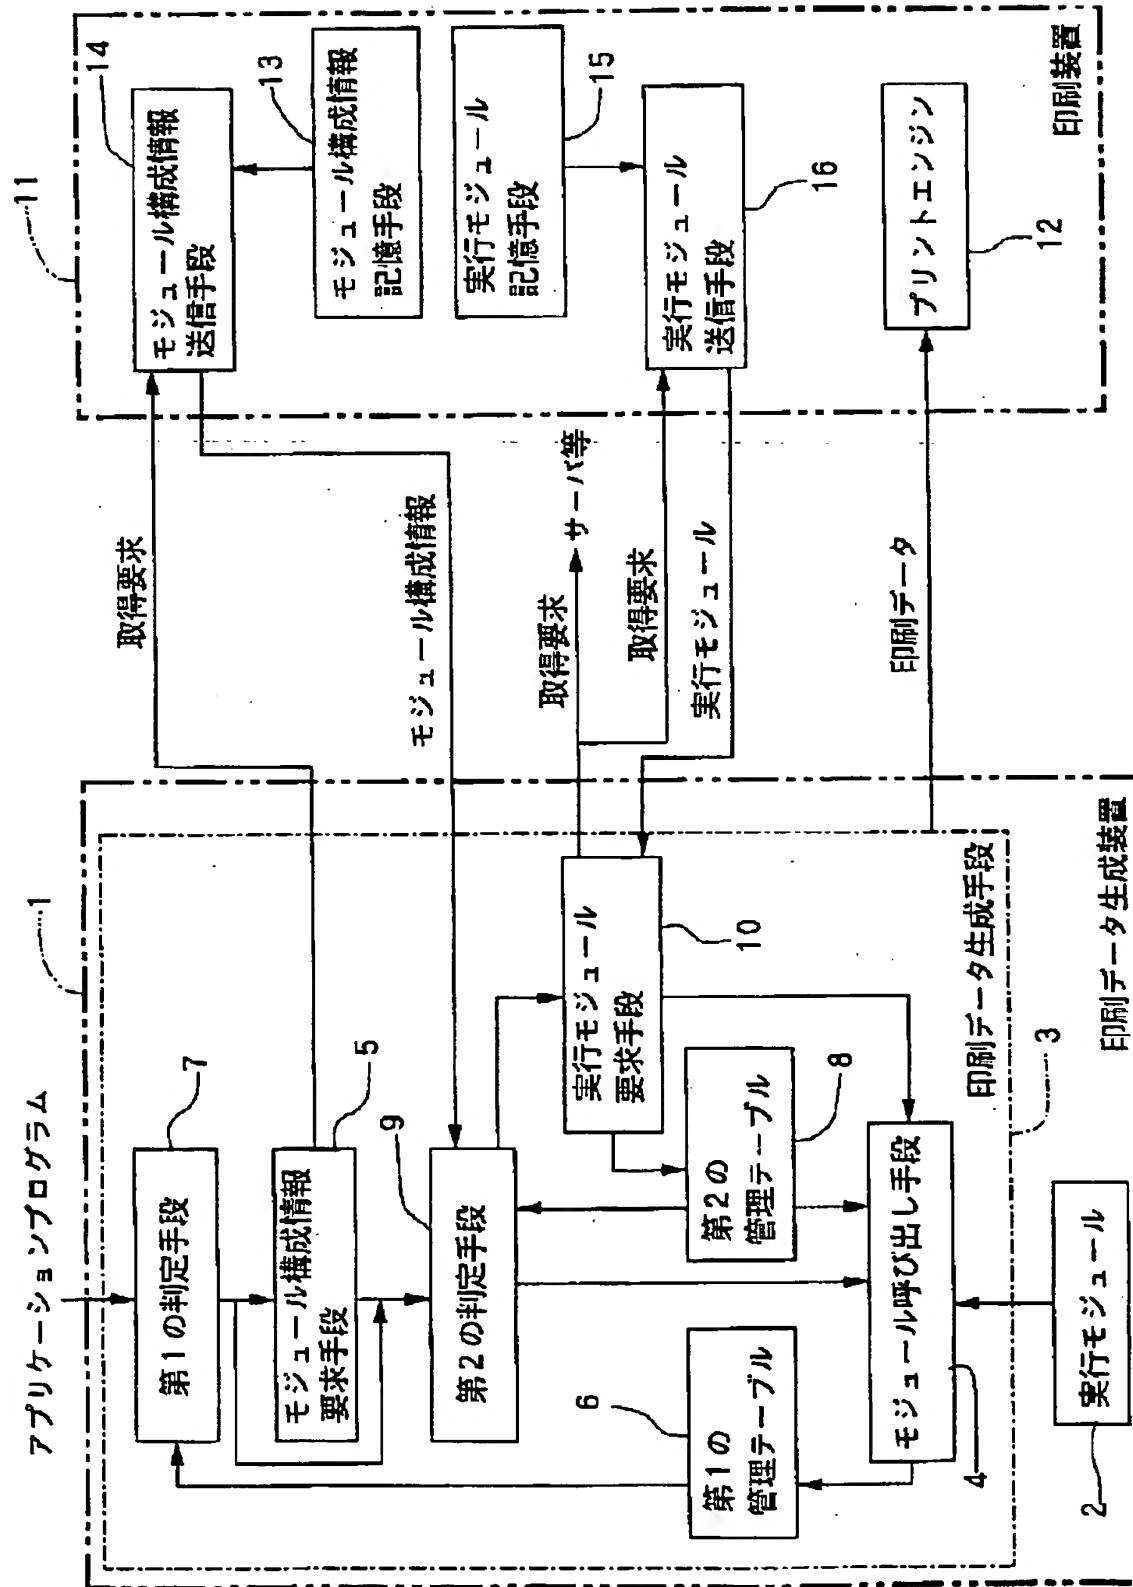 アプリケーションプログラム
1
7
第1の判定手段
5
モジュール構成情報
要求手段
9
第2の判定手段
実行モジュール
要求手段
10
6
第1の
管理テーブル
第2の
管理テーブル
8
モジュール呼び出し手段
4
印刷データ生成手段
3
2
実行モジュール
印刷データ生成装置
取得要求
モジュール構成情報
取得要求
サーバ等
取得要求
実行モジュール
印刷データ
11
14
モジュール構成情報
送信手段
13
モジュール構成情報
記憶手段
実行モジュール
記憶手段
15
実行モジュール
送信手段
16
プリントエンジン
12
印刷装置